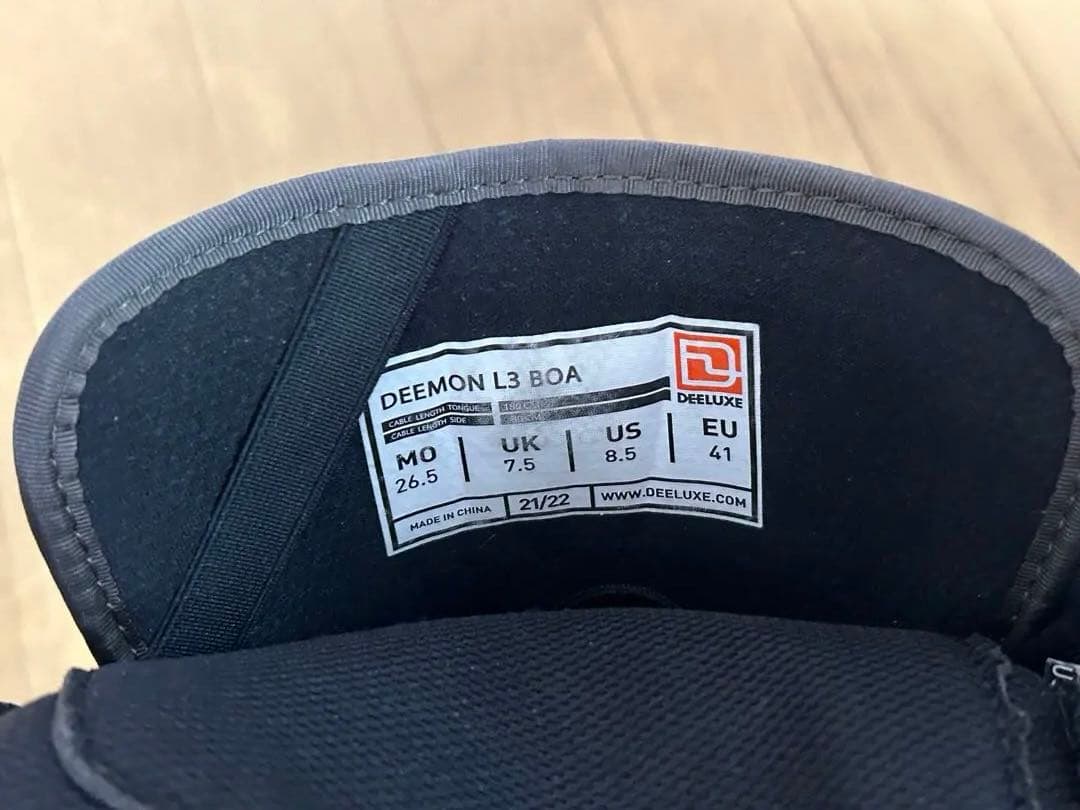 DEEMON L3 BOA
DEELUXE
CABLE LENGTH TONGUE
CABLE LENGTH SIDE
MO UK US EU
26.5 7.5 8.5 41
MADE IN CHINA 21/22 WWW.DEELUXE.COM